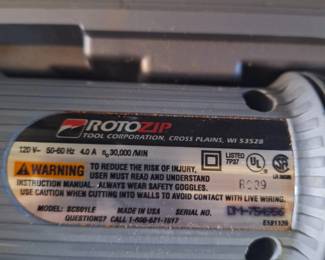 ROTOZIP
TOOL CORPORATION, CROSS PLAINS, WI 53528
120 V~ 50-60 Hz 4.0 A n₀ 30,000 /MIN
LISTED
7P37
UL
WARNING TO REDUCE THE RISK OF INJURY,
USER MUST READ AND UNDERSTAND
INSTRUCTION MANUAL. ALWAYS WEAR SAFETY GOGGLES.
USE CAUTION WHEN CUTTING INTO WALLS TO AVOID CONTACT WITH LIVE WIRING.
MODEL MADE IN USA SERIAL NO.
QUESTIONS? CALL